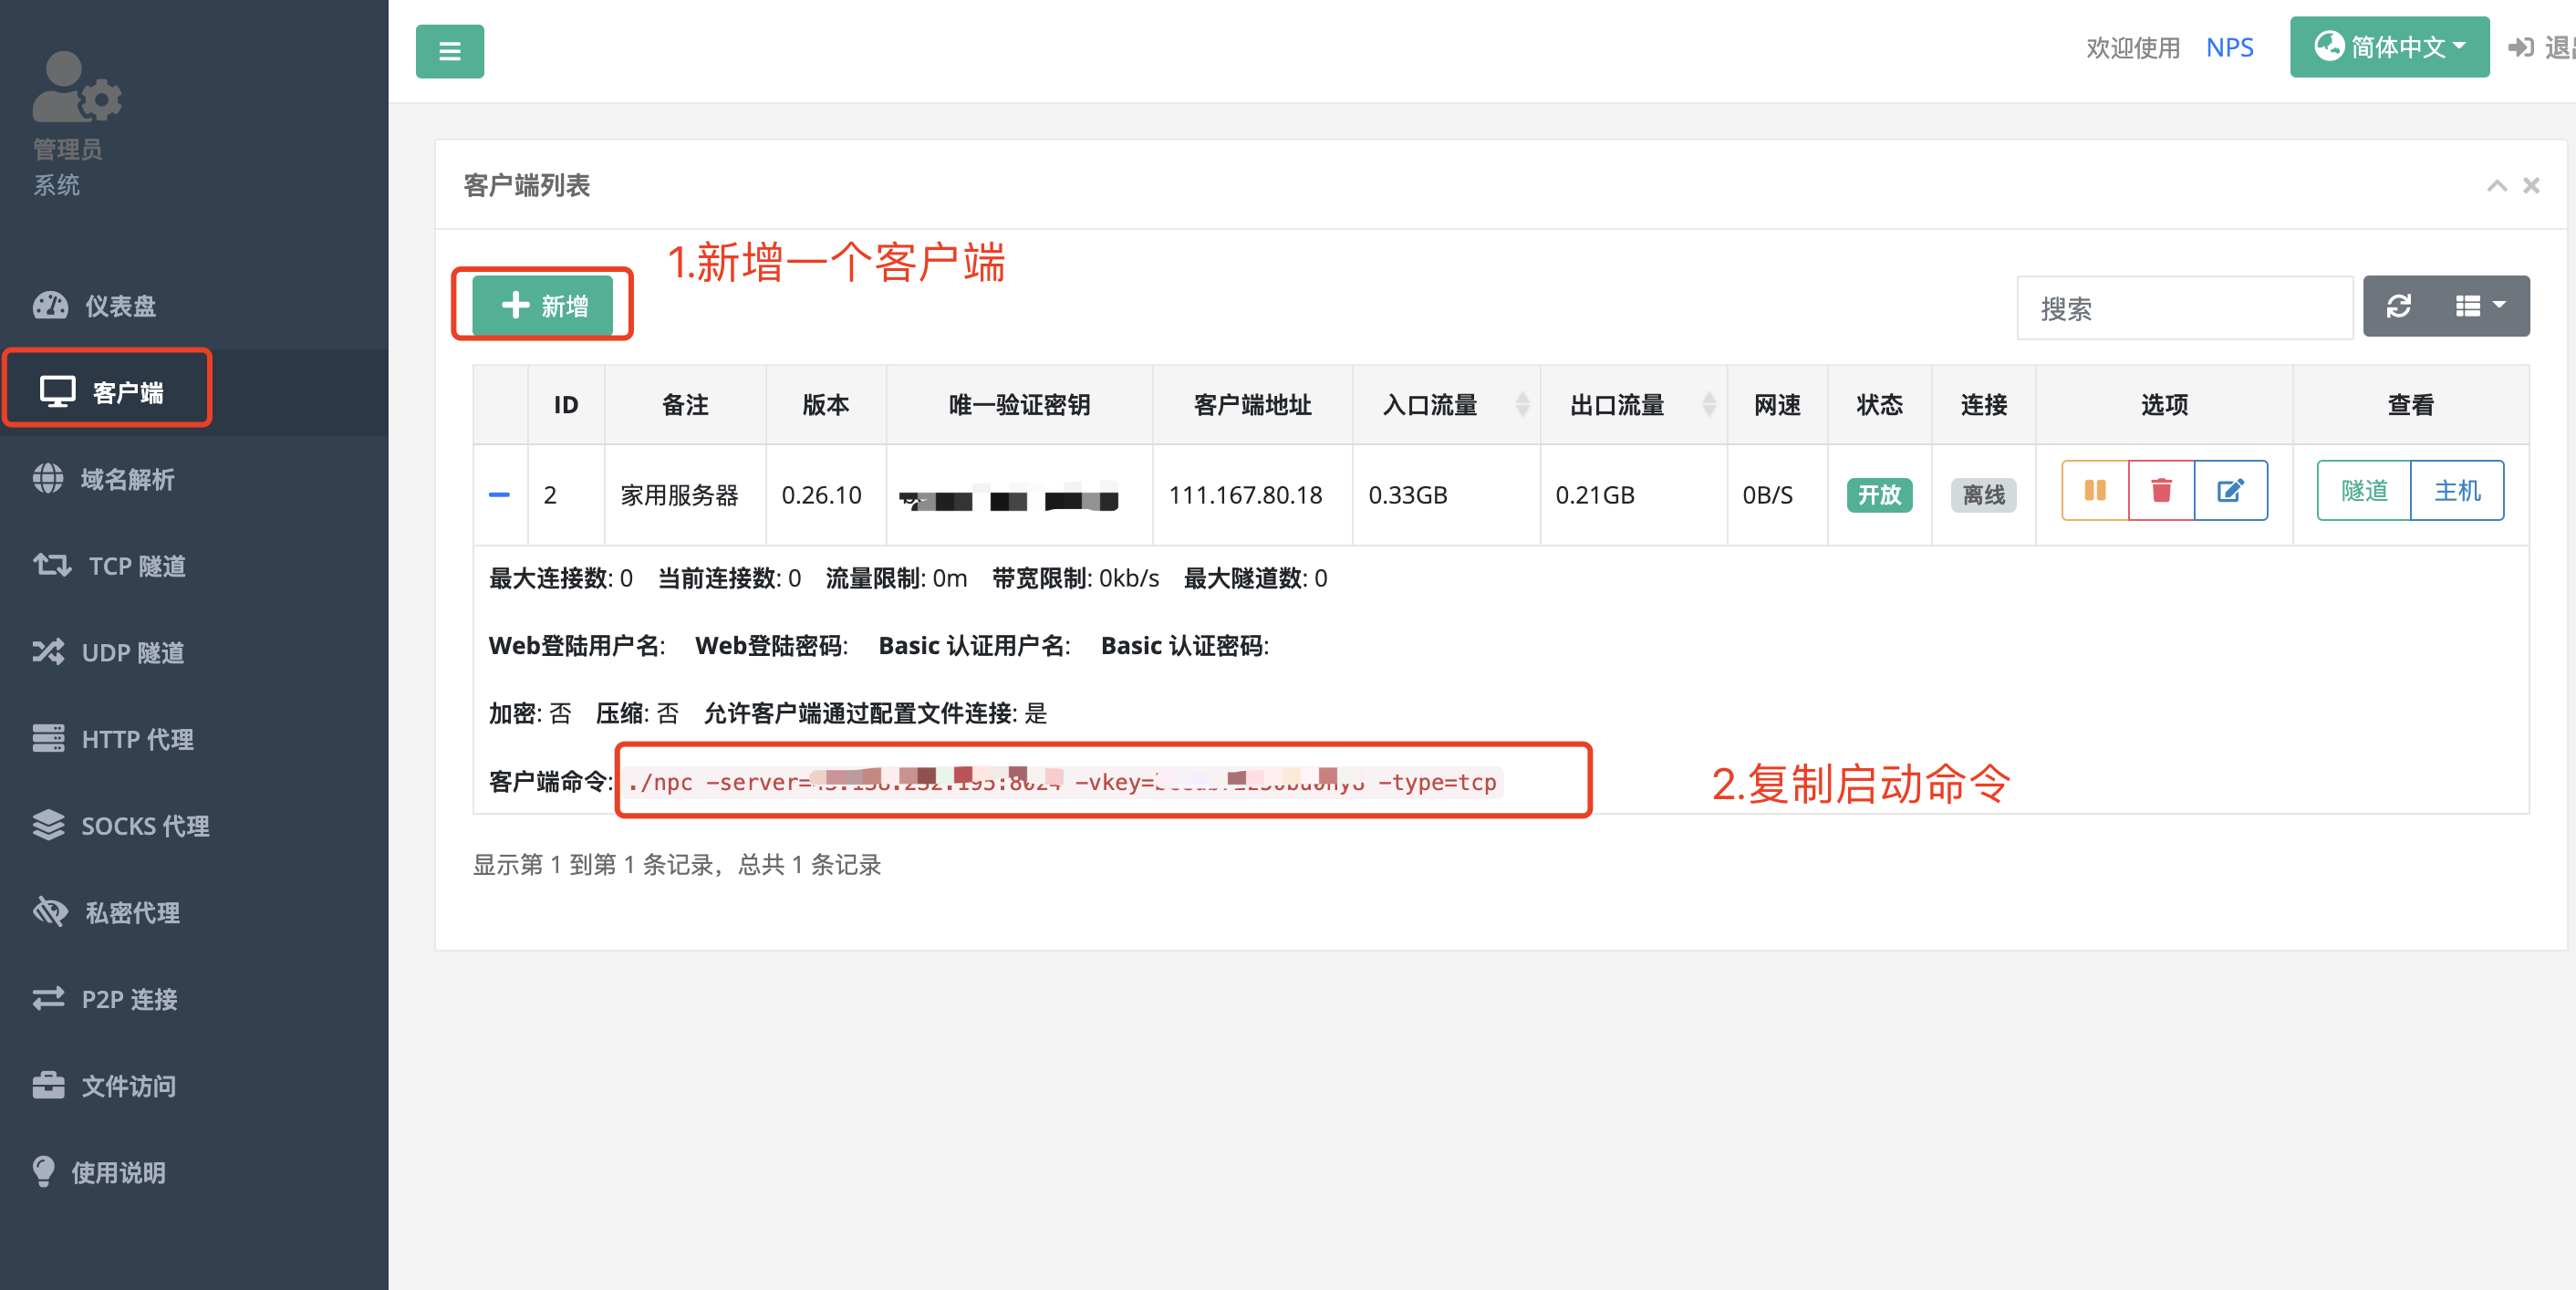 欢迎使用 NPS 简体中文
管理员
系统
仪表盘
客户端
域名解析
TCP 隧道
UDP 隧道
HTTP 代理
SOCKS 代理
私密代理
P2P 连接
文件访问
使用说明
客户端列表
1.新增一个客户端
新增
搜索
ID 备注 版本 唯一验证密钥 客户端地址 入口流量 出口流量 网速 状态 连接 选项 查看
2 家用服务器 0.26.10 111.167.80.18 0.33GB 0.21GB 0B/S 开放 离线 隧道 主机
最大连接数: 0 当前连接数: 0 流量限制: 0m 带宽限制: 0kb/s 最大隧道数: 0
Web登陆用户名: Web登陆密码: Basic 认证用户名: Basic 认证密码:
加密: 否 压缩: 否 允许客户端通过配置文件连接: 是
客户端命令: ./npc -server= -vkey= -type=tcp
2.复制启动命令
显示第 1 到第 1 条记录，总共 1 条记录